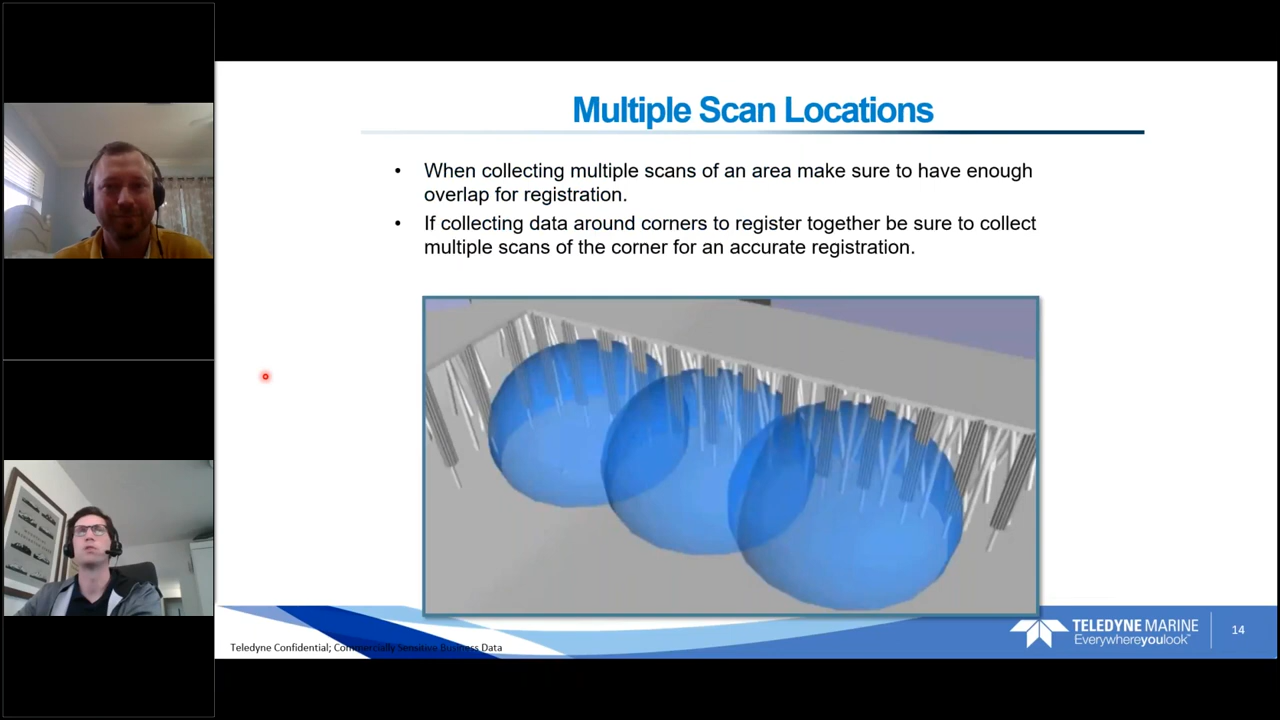 Multiple Scan Locations
• When collecting multiple scans of an area make sure to have enough
overlap for registration.
• If collecting data around corners to register together be sure to collect
multiple scans of the corner for an accurate registration.
TELEDYNE MARINE
Everywhereyoulook™
14
Teledyne Confidential; Commercially Sensitive Business Data